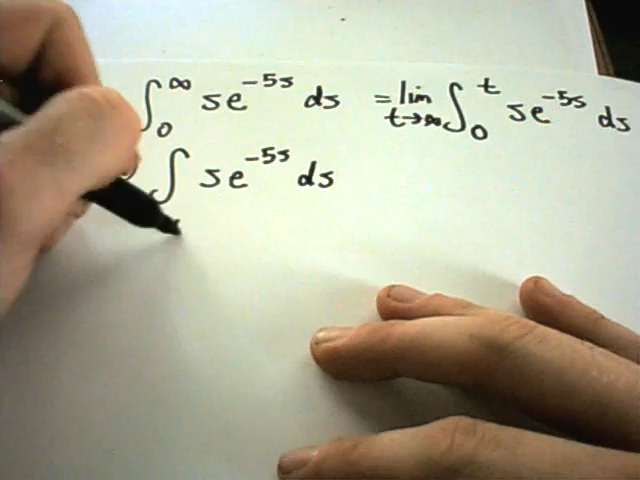 ∫₀^∞ se^{-5s} ds = lim_{t→∞} ∫₀^t se^{-5s} ds
∫ se^{-5s} ds